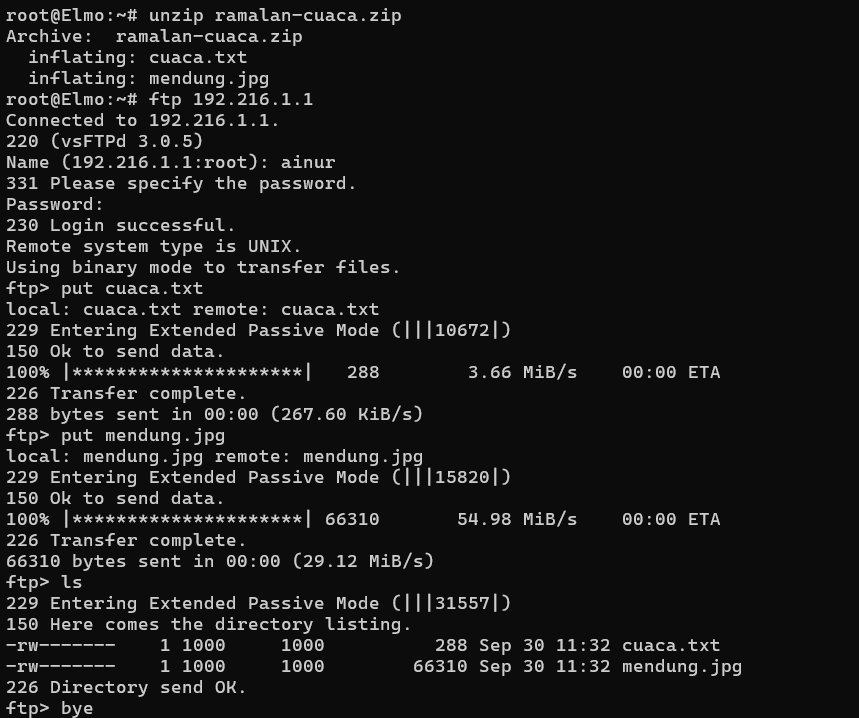 root@Elmo:~# unzip ramalan-cuaca.zip
Archive:  ramalan-cuaca.zip
  inflating: cuaca.txt
  inflating: mendung.jpg
root@Elmo:~# ftp 192.216.1.1
Connected to 192.216.1.1.
220 (vsFTPd 3.0.5)
Name (192.216.1.1:root): ainur
331 Please specify the password.
Password:
230 Login successful.
Remote system type is UNIX.
Using binary mode to transfer files.
ftp> put cuaca.txt
local: cuaca.txt remote: cuaca.txt
229 Entering Extended Passive Mode (|||10672|)
150 Ok to send data.
100% |*********************|   288        3.66 MiB/s    00:00 ETA
226 Transfer complete.
288 bytes sent in 00:00 (267.60 KiB/s)
ftp> put mendung.jpg
local: mendung.jpg remote: mendung.jpg
229 Entering Extended Passive Mode (|||15820|)
150 Ok to send data.
100% |*********************| 66310       54.98 MiB/s    00:00 ETA
226 Transfer complete.
66310 bytes sent in 00:00 (29.12 MiB/s)
ftp> ls
229 Entering Extended Passive Mode (|||31557|)
150 Here comes the directory listing.
-rw-------    1 1000     1000          288 Sep 30 11:32 cuaca.txt
-rw-------    1 1000     1000        66310 Sep 30 11:32 mendung.jpg
226 Directory send OK.
ftp> bye